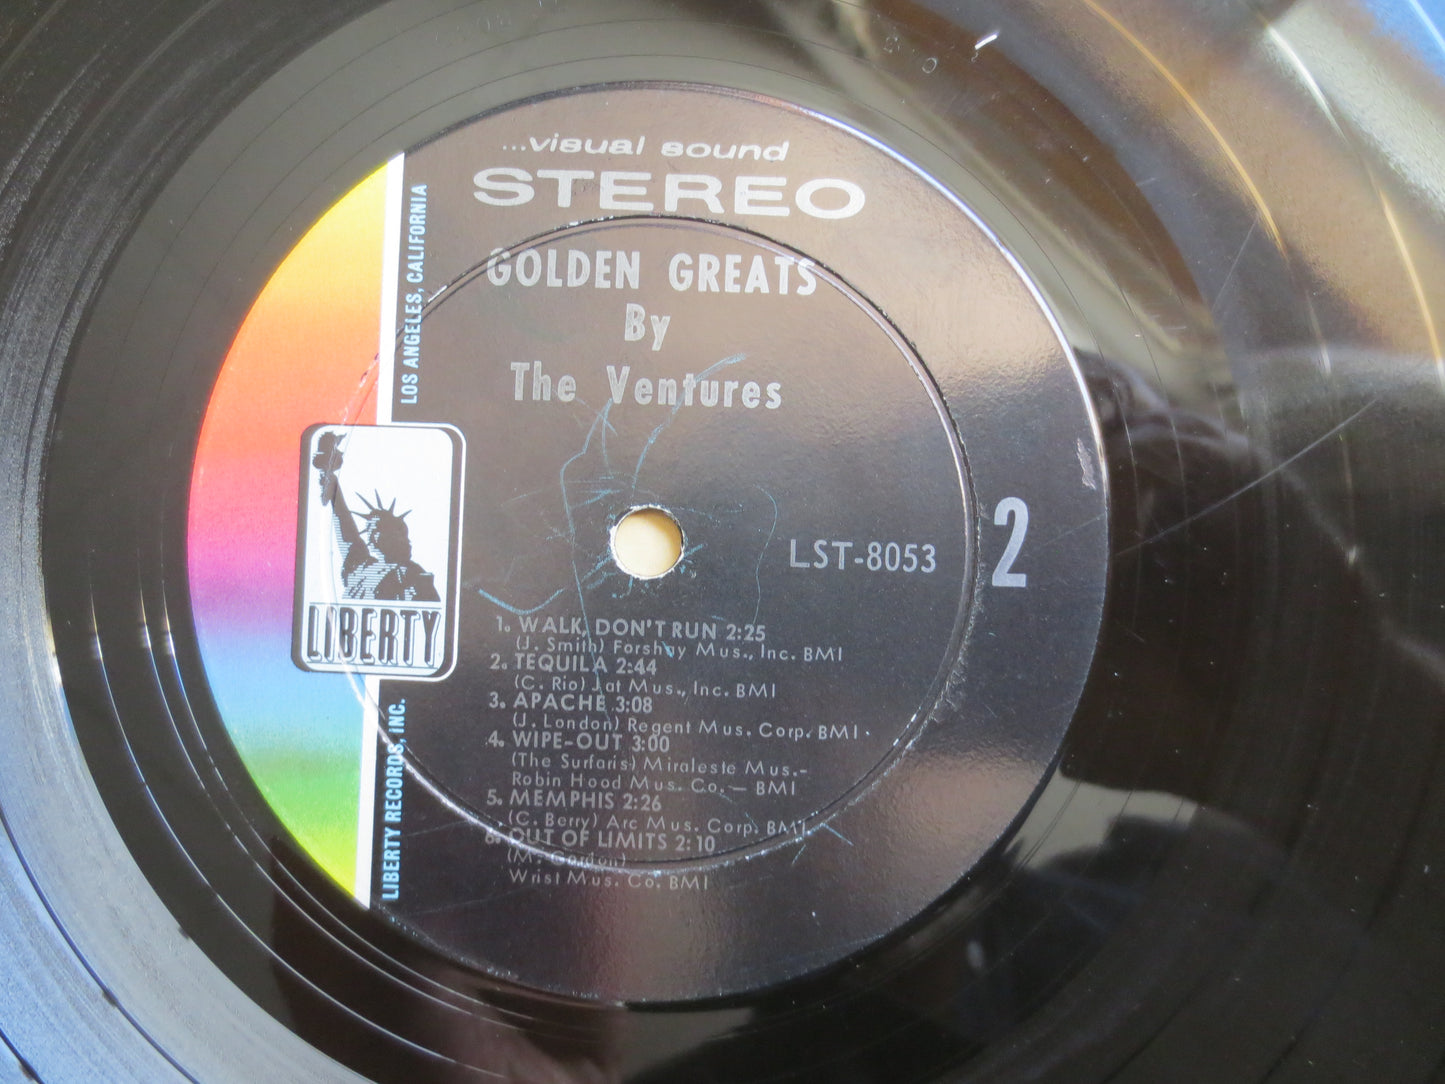 ...visual sound
STEREO
GOLDEN GREATS
By
The Ventures
LOS ANGELES, CALIFORNIA
LIBERTY
LIBERTY RECORDS, INC.
LST-8053
2
1. WALK, DON'T RUN 2:25
(J. Smith) Forshay Mus., Inc. BMI
2. TEQUILA 2:44
(C. Rio) Jat Mus., Inc. BMI
3. APACHE 3:08
(J. London) Regent Mus. Corp. BMI
4. WIPE-OUT 3:00
(The Surfaris) Miraleste Mus.-
Robin Hood Mus. Co. — BMI
5. MEMPHIS 2:26
(C. Berry) Arc Mus. Corp. BMI
6. OUT OF LIMITS 2:10
(M. Gordon)
Wrist Mus. Co. BMI